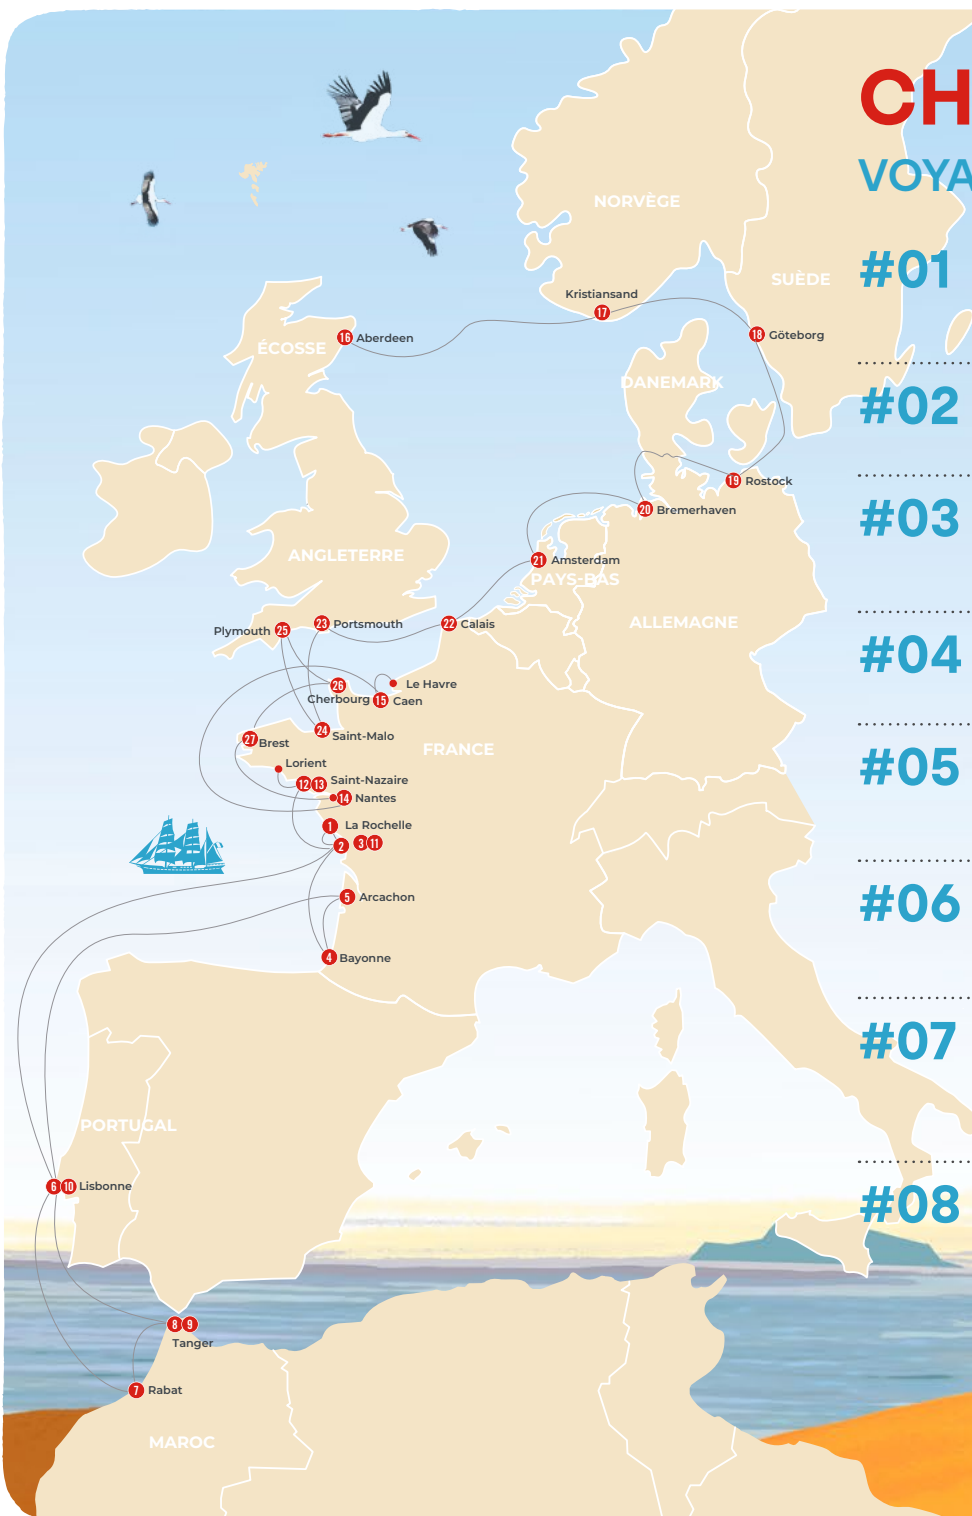 CH
VOYA
NORVÈGE
#01
SUÈDE
Kristiansand
17
16 Aberdeen
18 Göteborg
ÉCOSSE
DANEMARK
#02
19 Rostock
20 Bremerhaven
#03
ANGLETERRE
21 Amsterdam
PAYS-BAS
Plymouth 25
23 Portsmouth
22 Calais
ALLEMAGNE
#04
26
Le Havre
Cherbourg
15 Caen
24
Saint-Malo
27 Brest
FRANCE
Lorient
#05
12 13 Saint-Nazaire
14 Nantes
1 La Rochelle
2 3 11
5 Arcachon
#06
4 Bayonne
#07
PORTUGAL
6 10 Lisbonne
#08
8 9
Tanger
7 Rabat
MAROC